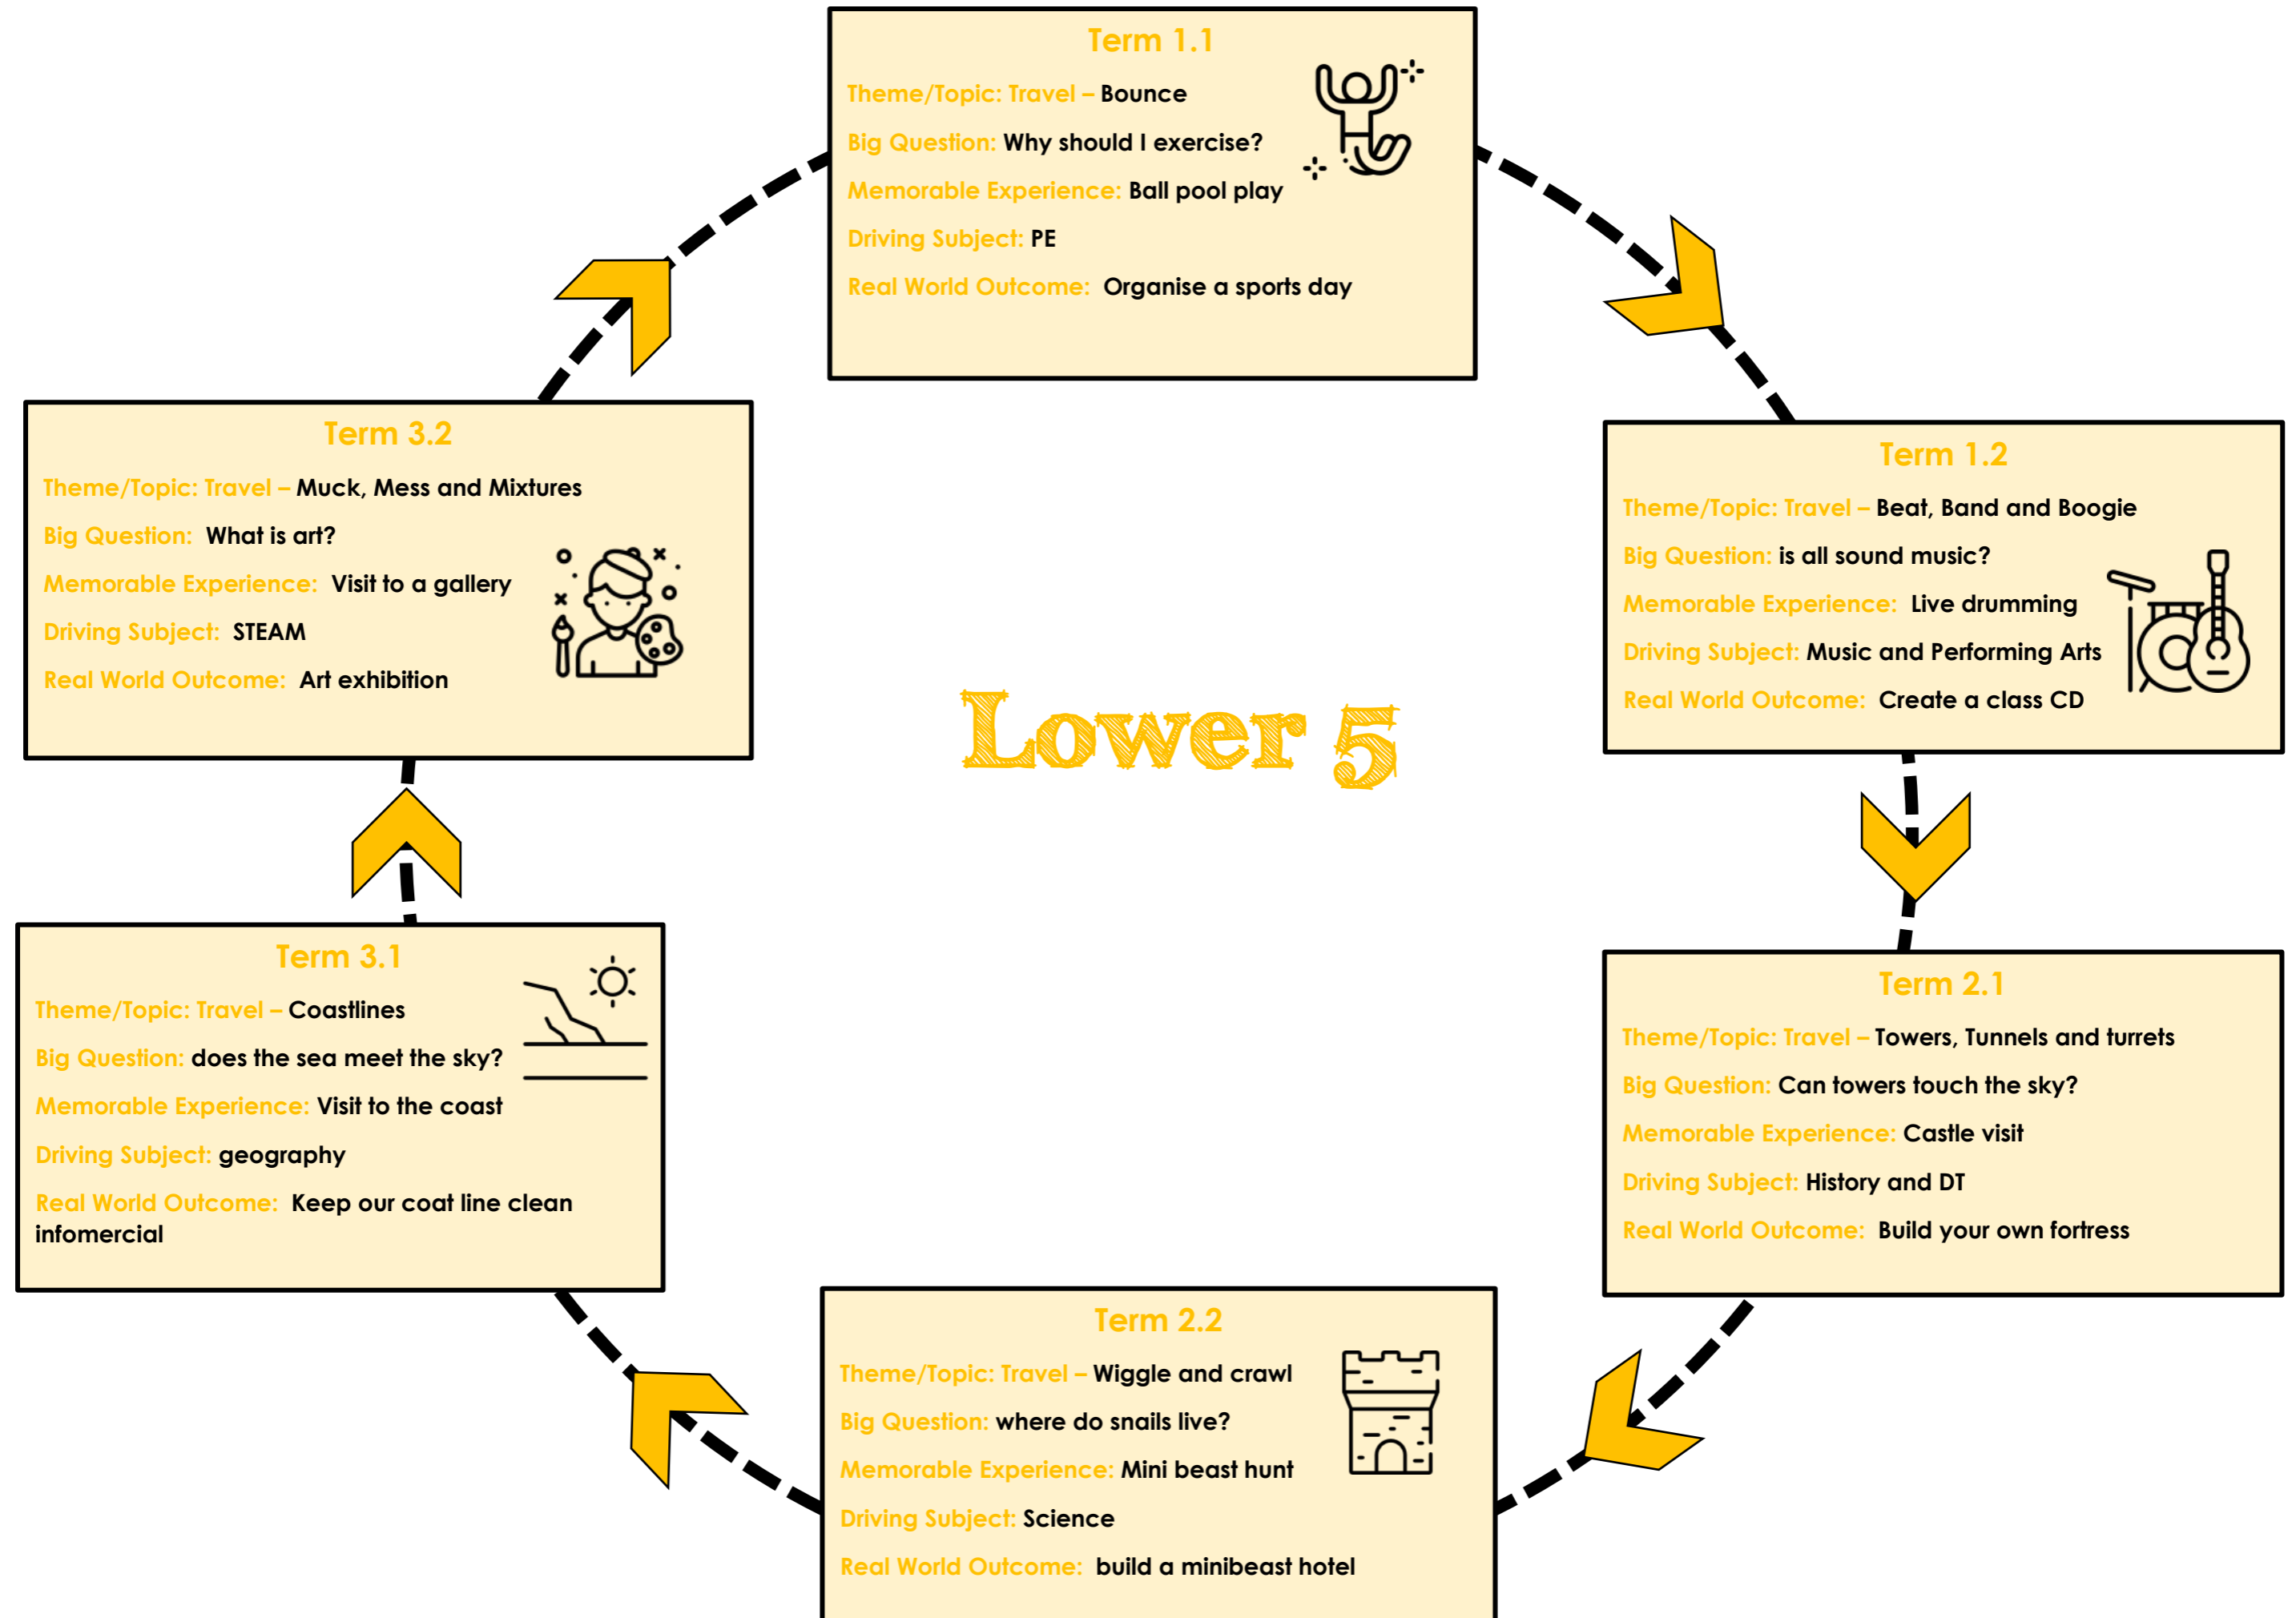 Term 1.1
Theme/Topic: Travel – Bounce
Big Question: Why should I exercise?
Memorable Experience: Ball pool play
Driving Subject: PE
Real World Outcome: Organise a sports day
Term 1.2
Theme/Topic: Travel – Beat, Band and Boogie
Big Question: is all sound music?
Memorable Experience: Live drumming
Driving Subject: Music and Performing Arts
Real World Outcome: Create a class CD
Term 2.1
Theme/Topic: Travel – Towers, Tunnels and turrets
Big Question: Can towers touch the sky?
Memorable Experience: Castle visit
Driving Subject: History and DT
Real World Outcome: Build your own fortress
Term 2.2
Theme/Topic: Travel – Wiggle and crawl
Big Question: where do snails live?
Memorable Experience: Mini beast hunt
Driving Subject: Science
Real World Outcome: build a minibeast hotel
Term 3.1
Theme/Topic: Travel – Coastlines
Big Question: does the sea meet the sky?
Memorable Experience: Visit to the coast
Driving Subject: geography
Real World Outcome: Keep our coat line clean
infomercial
Term 3.2
Theme/Topic: Travel – Muck, Mess and Mixtures
Big Question: What is art?
Memorable Experience: Visit to a gallery
Driving Subject: STEAM
Real World Outcome: Art exhibition
Lower 5